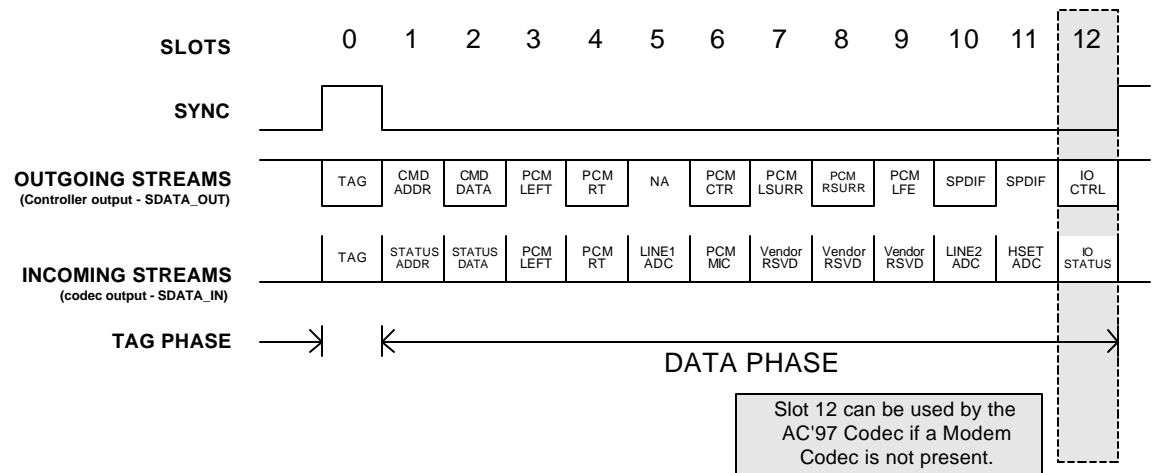 SLOTS 0 1 2 3 4 5 6 7 8 9 10 11 12
SYNC
OUTGOING STREAMS
(Controller output - SDATA_OUT)
TAG
CMD
ADDR
CMD
DATA
PCM
LEFT
PCM
RT
NA
PCM
CTR
PCM
LSURR
PCM
RSURR
PCM
LFE
SPDIF
SPDIF
IO
CTRL
INCOMING STREAMS
(codec output - SDATA_IN)
TAG
STATUS
ADDR
STATUS
DATA
PCM
LEFT
PCM
RT
LINE1
ADC
PCM
MIC
Vendor
RSVD
Vendor
RSVD
Vendor
RSVD
LINE2
ADC
HSET
ADC
IO
STATUS
TAG PHASE
DATA PHASE
Slot 12 can be used by the
AC'97 Codec if a Modem
Codec is not present.